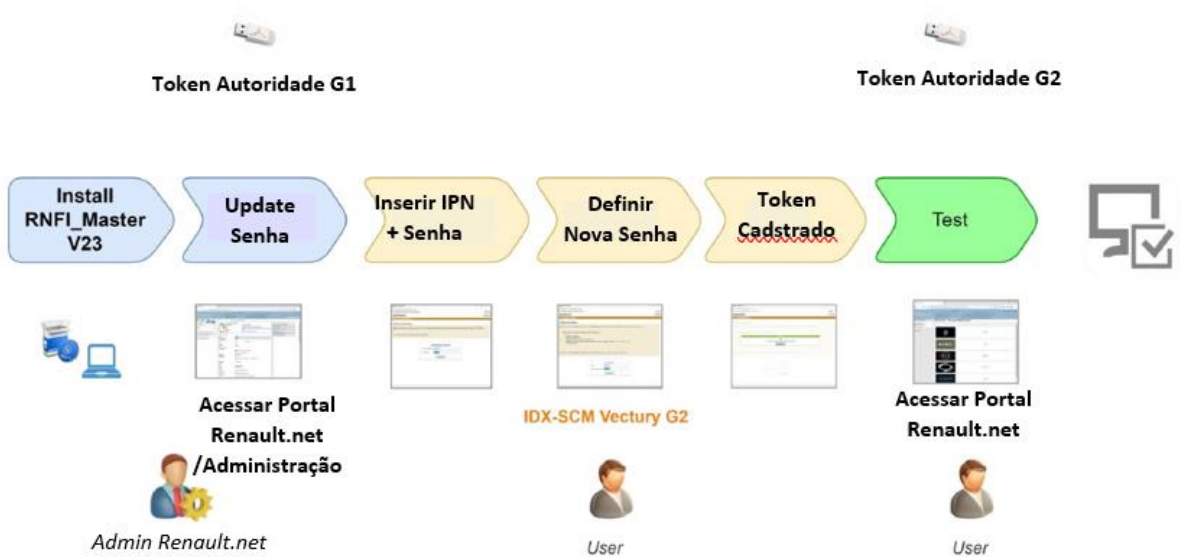 Token Autoridade G1
Token Autoridade G2
Install
RNFI_Master
V23
Update
Senha
Inserir IPN
+ Senha
Definir
Nova Senha
Token
Cadstrado
Test
Acessar Portal
Renault.net
/Administração
IDX-SCM Vectury G2
Acessar Portal
Renault.net
Admin Renault.net
User
User